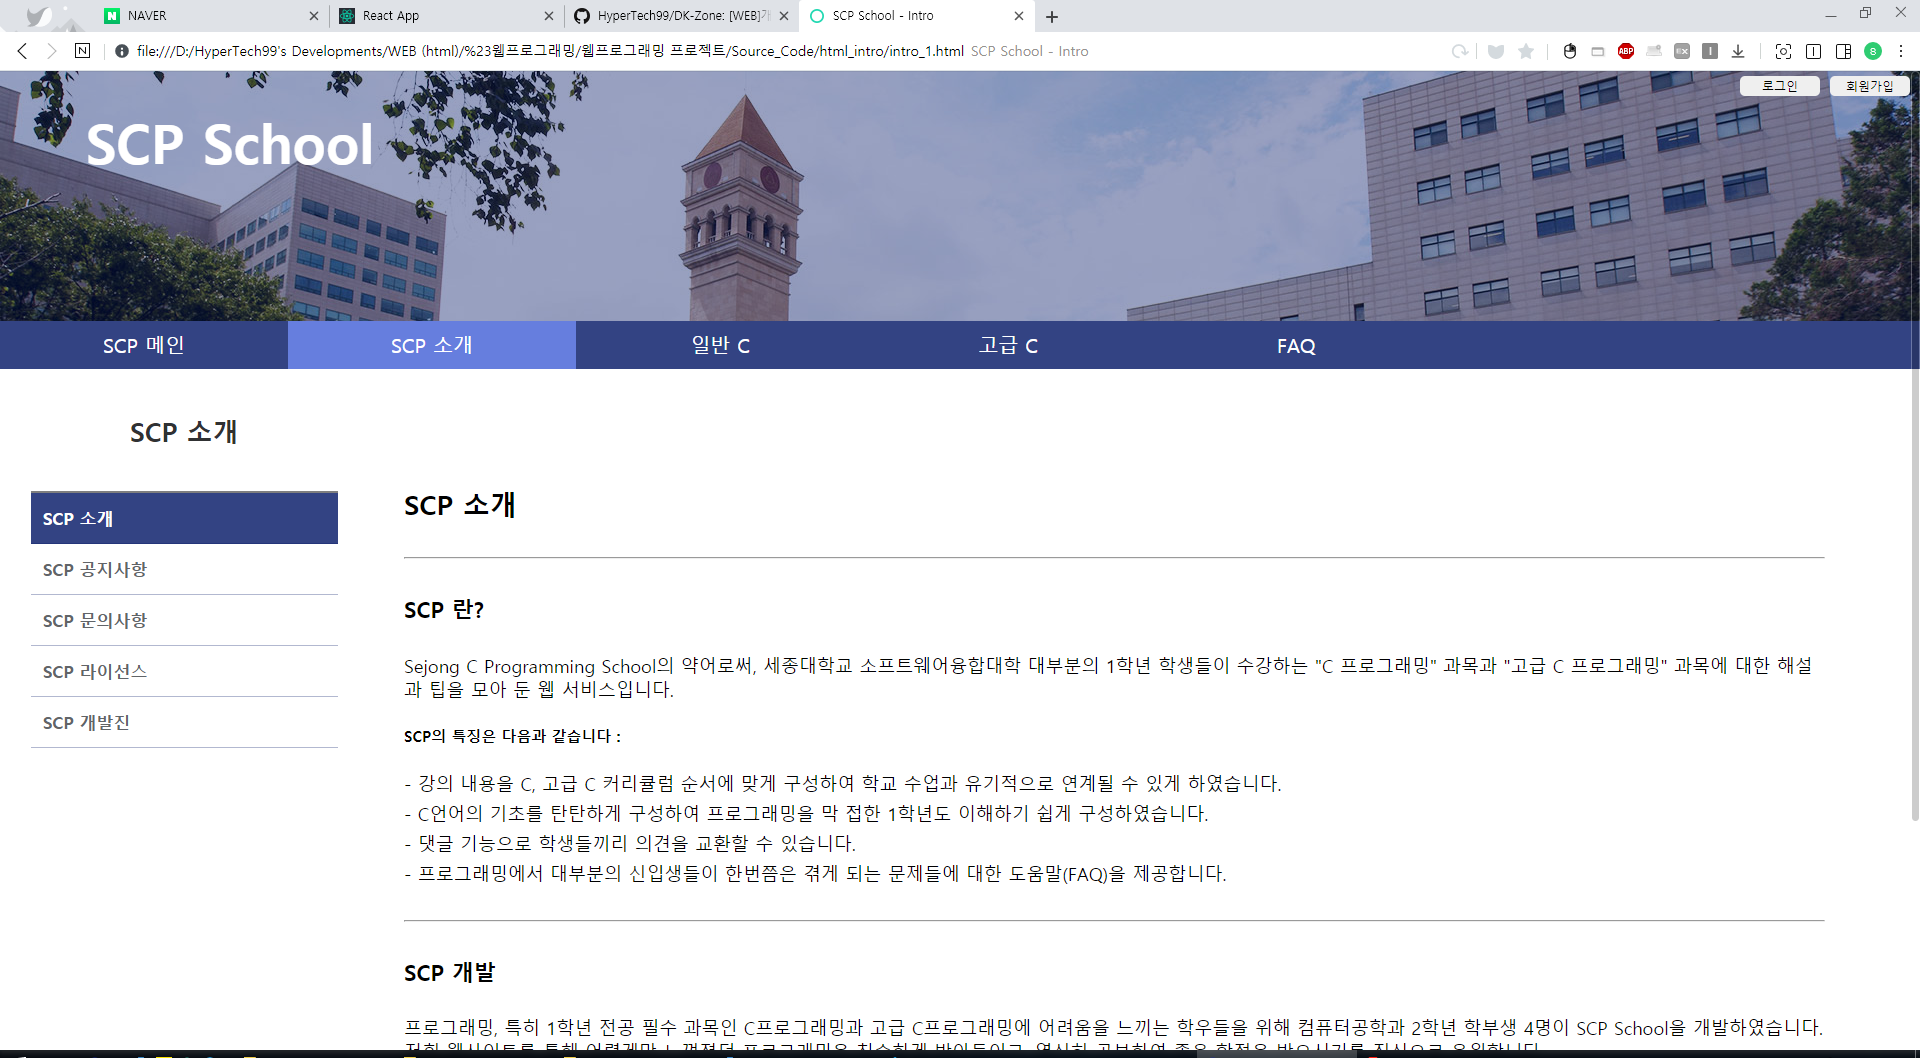 NAVER
React App
HyperTech99/DK-Zone: [WEB]
SCP School - Intro
file:///D:/HyperTech99's Developments/WEB (html)/%23웹프로그래밍/웹프로그래밍 프로젝트/Source_Code/html_intro/intro_1.html SCP School - Intro
로그인 회원가입
SCP School
SCP 메인
SCP 소개
일반 C
고급 C
FAQ
SCP 소개
SCP 소개
SCP 공지사항
SCP 문의사항
SCP 라이선스
SCP 개발진
SCP 소개
SCP 란?
Sejong C Programming School의 약어로써, 세종대학교 소프트웨어융합대학 대부분의 1학년 학생들이 수강하는 "C 프로그래밍" 과목과 "고급 C 프로그래밍" 과목에 대한 해설
과 팁을 모아 둔 웹 서비스입니다.
SCP의 특징은 다음과 같습니다 :
- 강의 내용을 C, 고급 C 커리큘럼 순서에 맞게 구성하여 학교 수업과 유기적으로 연계될 수 있게 하였습니다.
- C언어의 기초를 탄탄하게 구성하여 프로그래밍을 막 접한 1학년도 이해하기 쉽게 구성하였습니다.
- 댓글 기능으로 학생들끼리 의견을 교환할 수 있습니다.
- 프로그래밍에서 대부분의 신입생들이 한번쯤은 겪게 되는 문제들에 대한 도움말(FAQ)을 제공합니다.
SCP 개발
프로그래밍, 특히 1학년 전공 필수 과목인 C프로그래밍과 고급 C프로그래밍에 어려움을 느끼는 학우들을 위해 컴퓨터공학과 2학년 학부생 4명이 SCP School을 개발하였습니다.